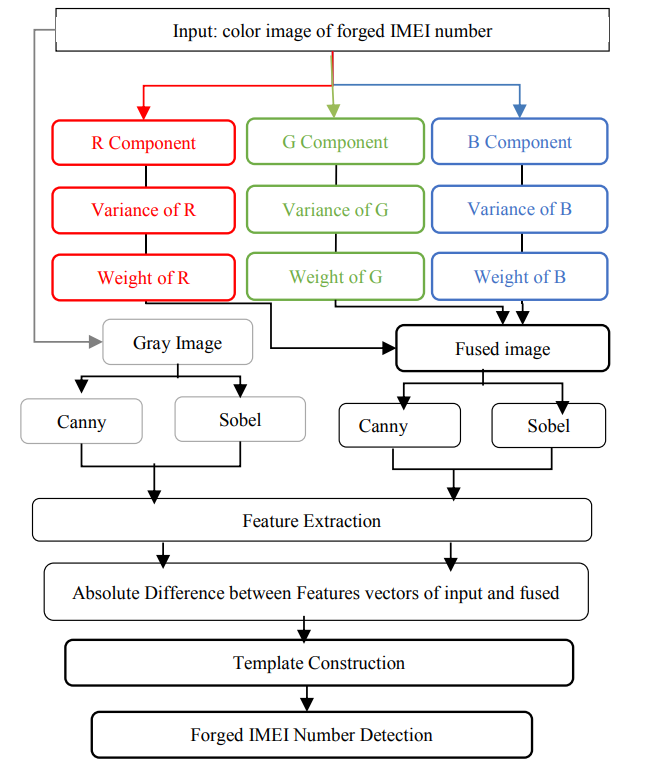 Input: color image of forged IMEI number
R Component
G Component
B Component
Variance of R
Variance of G
Variance of B
Weight of R
Weight of G
Weight of B
Gray Image
Fused image
Canny
Sobel
Canny
Sobel
Feature Extraction
Absolute Difference between Features vectors of input and fused
Template Construction
Forged IMEI Number Detection